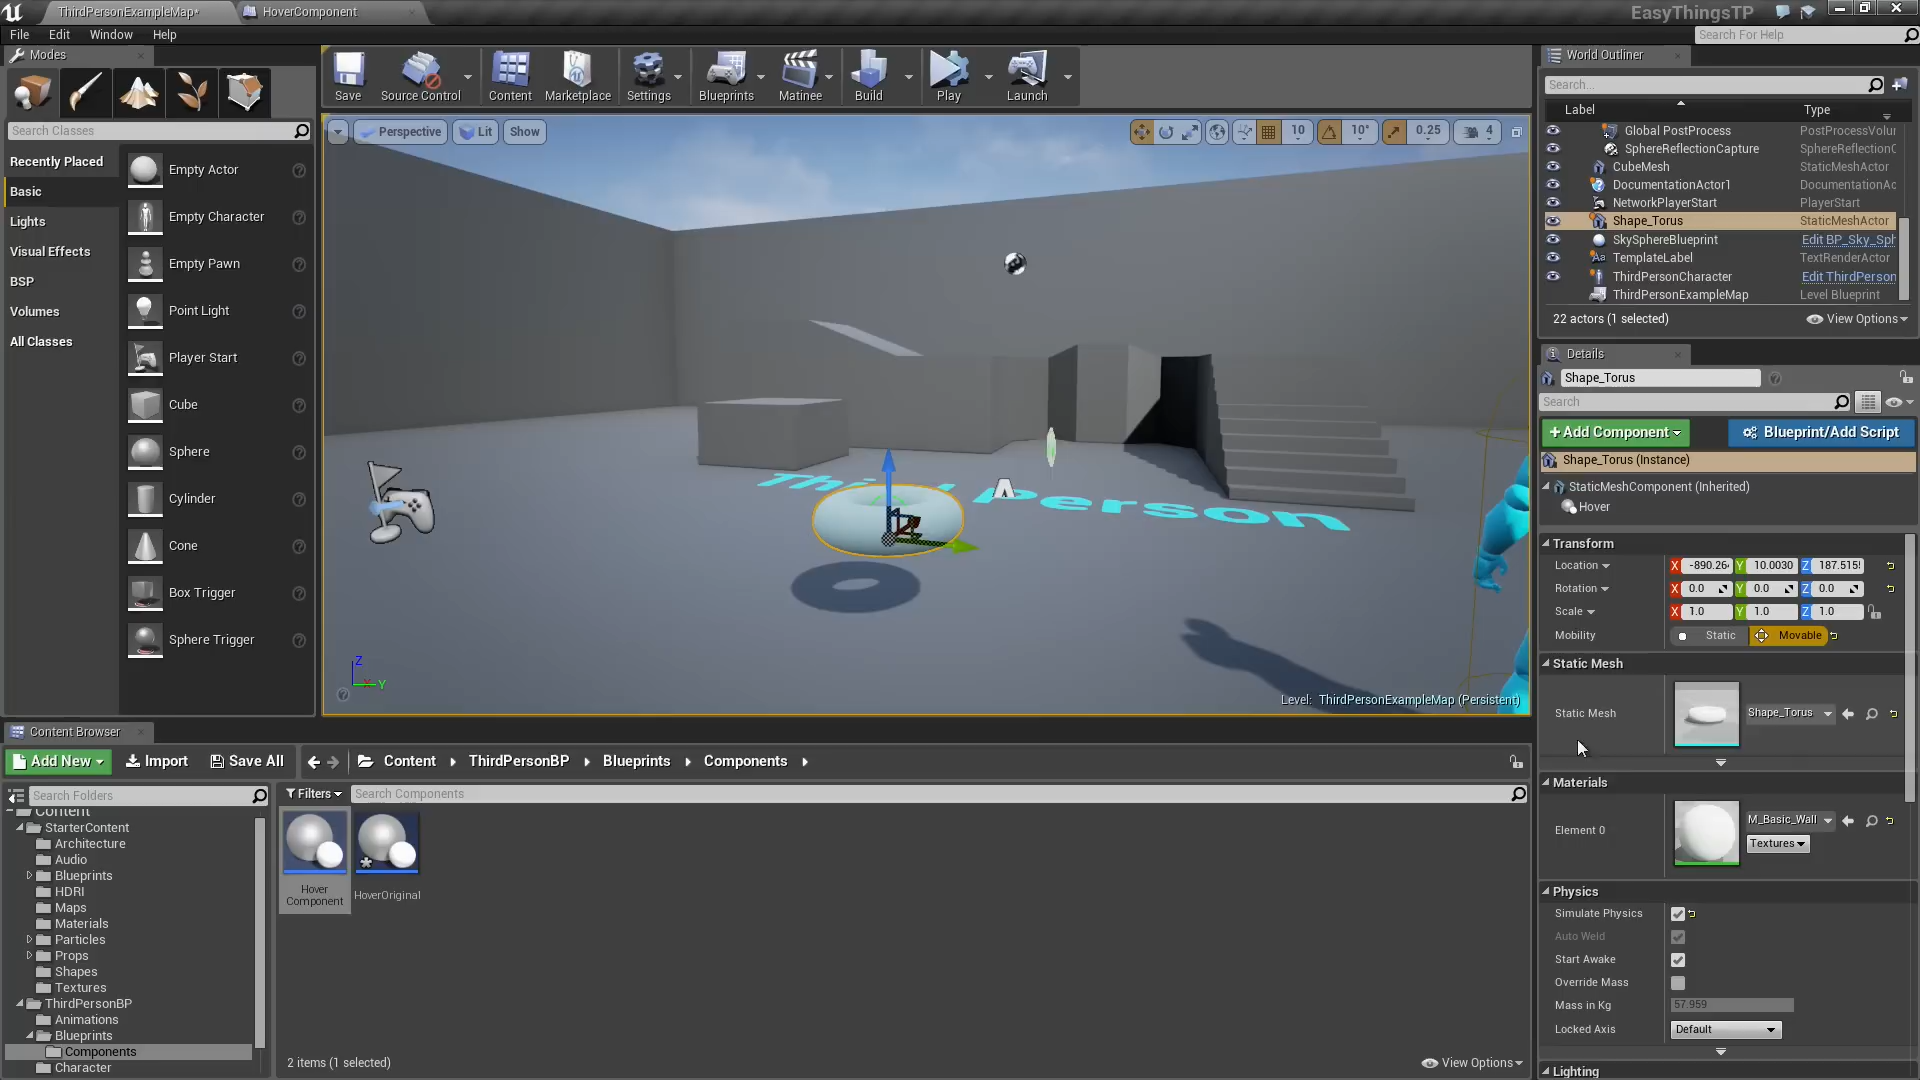 ThirdPersonExampleMap*
HoverComponent
EasyThingsTP
File Edit Window Help
Search For Help
Modes
Search Classes
Recently Placed
Basic
Lights
Visual Effects
BSP
Volumes
All Classes
Empty Actor
Empty Character
Empty Pawn
Point Light
Player Start
Cube
Sphere
Cylinder
Cone
Box Trigger
Sphere Trigger
Save
Source Control
Content
Marketplace
Settings
Blueprints
Matinee
Build
Play
Launch
Perspective
Lit
Show
10
10°
0.25
4
Person
Z
X
Y
Level: ThirdPersonExampleMap (Persistent)
World Outliner
Search...
Label Type
Global PostProcess PostProcessVolur
SphereReflectionCapture SphereReflectionC
CubeMesh StaticMeshActor
DocumentationActor1 DocumentationAc
NetworkPlayerStart PlayerStart
Shape_Torus StaticMeshActor
SkySphereBlueprint Edit BP_Sky_Sph
TemplateLabel TextRenderActor
ThirdPersonCharacter Edit ThirdPerson
ThirdPersonExampleMap Level Blueprint
22 actors (1 selected)
View Options
Details
Shape_Torus
Search
+Add Component
Blueprint/Add Script
Shape_Torus (Instance)
StaticMeshComponent (Inherited)
Hover
Transform
Location X -890.26 Y 10.0030 Z 187.515
Rotation X 0.0 Y 0.0 Z 0.0
Scale X 1.0 Y 1.0 Z 1.0
Mobility Static Movable
Static Mesh
Static Mesh Shape_Torus
Materials
Element 0 M_Basic_Wall
Textures
Physics
Simulate Physics
Auto Weld
Start Awake
Override Mass
Mass in Kg 57.959
Locked Axis Default
Lighting
Content Browser
Add New
Import
Save All
Content ThirdPersonBP Blueprints Components
Search Folders
Filters
Search Components
Content
StarterContent
Architecture
Audio
Blueprints
HDRI
Maps
Materials
Particles
Props
Shapes
Textures
ThirdPersonBP
Animations
Blueprints
Components
Character
Hover
Component
HoverOriginal
2 items (1 selected)
View Options